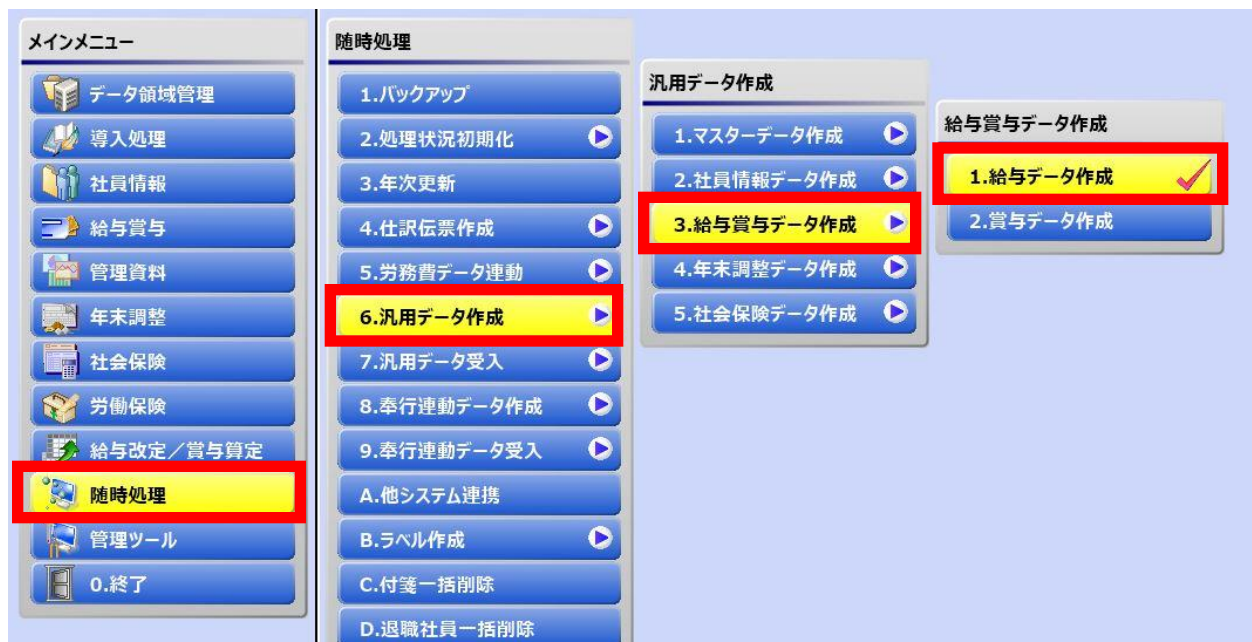 メインメニュー
データ領域管理
導入処理
社員情報
給与賞与
管理資料
年末調整
社会保険
労働保険
給与改定／賞与算定
随時処理
管理ツール
0.終了
随時処理
1.バックアップ
2.処理状況初期化
3.年次更新
4.仕訳伝票作成
5.労務費データ連動
6.汎用データ作成
7.汎用データ受入
8.奉行連動データ作成
9.奉行連動データ受入
A.他システム連携
B.ラベル作成
C.付箋一括削除
D.退職社員一括削除
汎用データ作成
1.マスターデータ作成
2.社員情報データ作成
3.給与賞与データ作成
4.年末調整データ作成
5.社会保険データ作成
給与賞与データ作成
1.給与データ作成
2.賞与データ作成